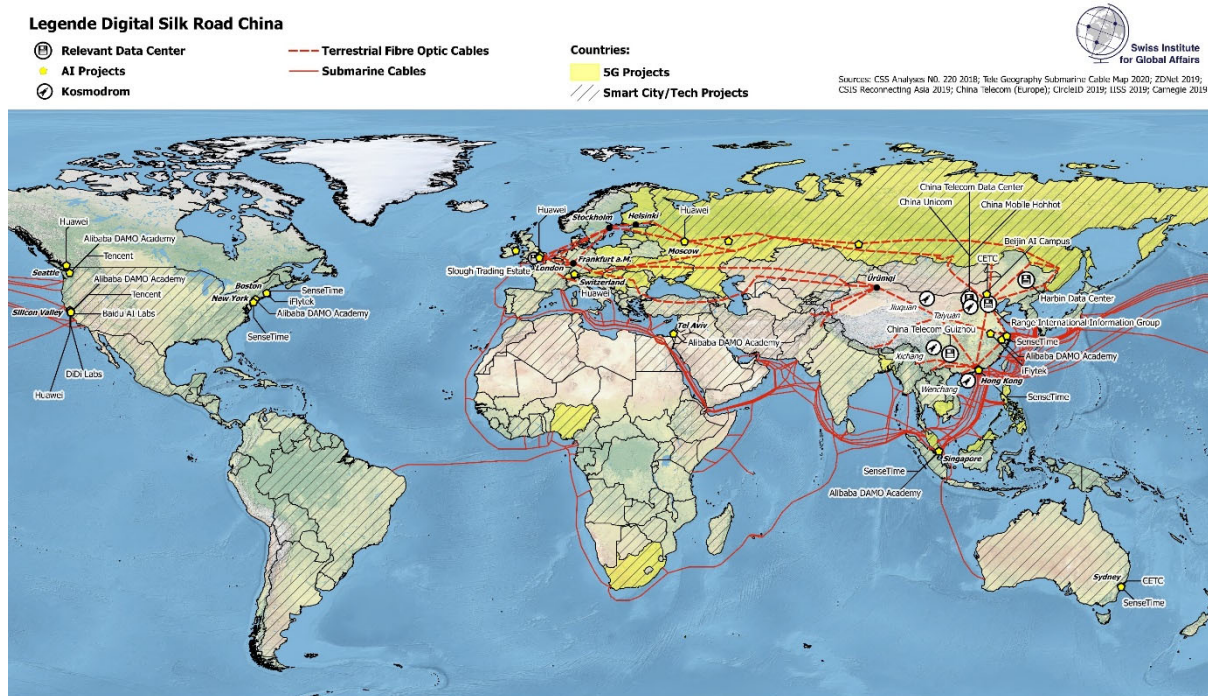 Legende Digital Silk Road China
Relevant Data Center
AI Projects
Kosmodrom
Terrestrial Fibre Optic Cables
Submarine Cables
Countries:
5G Projects
Smart City/Tech Projects
Swiss Institute
for Global Affairs
Sources: CSS Analyses N0. 220 2018; Tele Geography Submarine Cable Map 2020; ZDNet 2019;
CSIS Reconnecting Asia 2019; China Telecom (Europe); CircleID 2019; IISS 2019; Carnegie 2019
Huawei
Alibaba DAMO Academy
Tencent
Seattle
Alibaba DAMO Academy
Tencent
Silicon Valley
Baidu AI Labs
DiDi Labs
Huawei
Boston
New York
SenseTime
iFlytek
Alibaba DAMO Academy
SenseTime
Huawei
Stockholm
Helsinki
Huawei
Moscow
London
Frankfurt a.M.
Slough Trading Estate
Switzerland
Huawei
Tel Aviv
Alibaba DAMO Academy
China Telecom Data Center
China Unicom
China Mobile Hohhot
Beijin AI Campus
CETC
Ürümqi
Harbin Data Center
Jiuquan
Taiyuan
Range International Information Group
China Telecom Guizhou
SenseTime
Alibaba DAMO Academy
iFlytek
Xichang
Hong Kong
Wenchang
SenseTime
Singapore
SenseTime
Alibaba DAMO Academy
Sydney
CETC
SenseTime